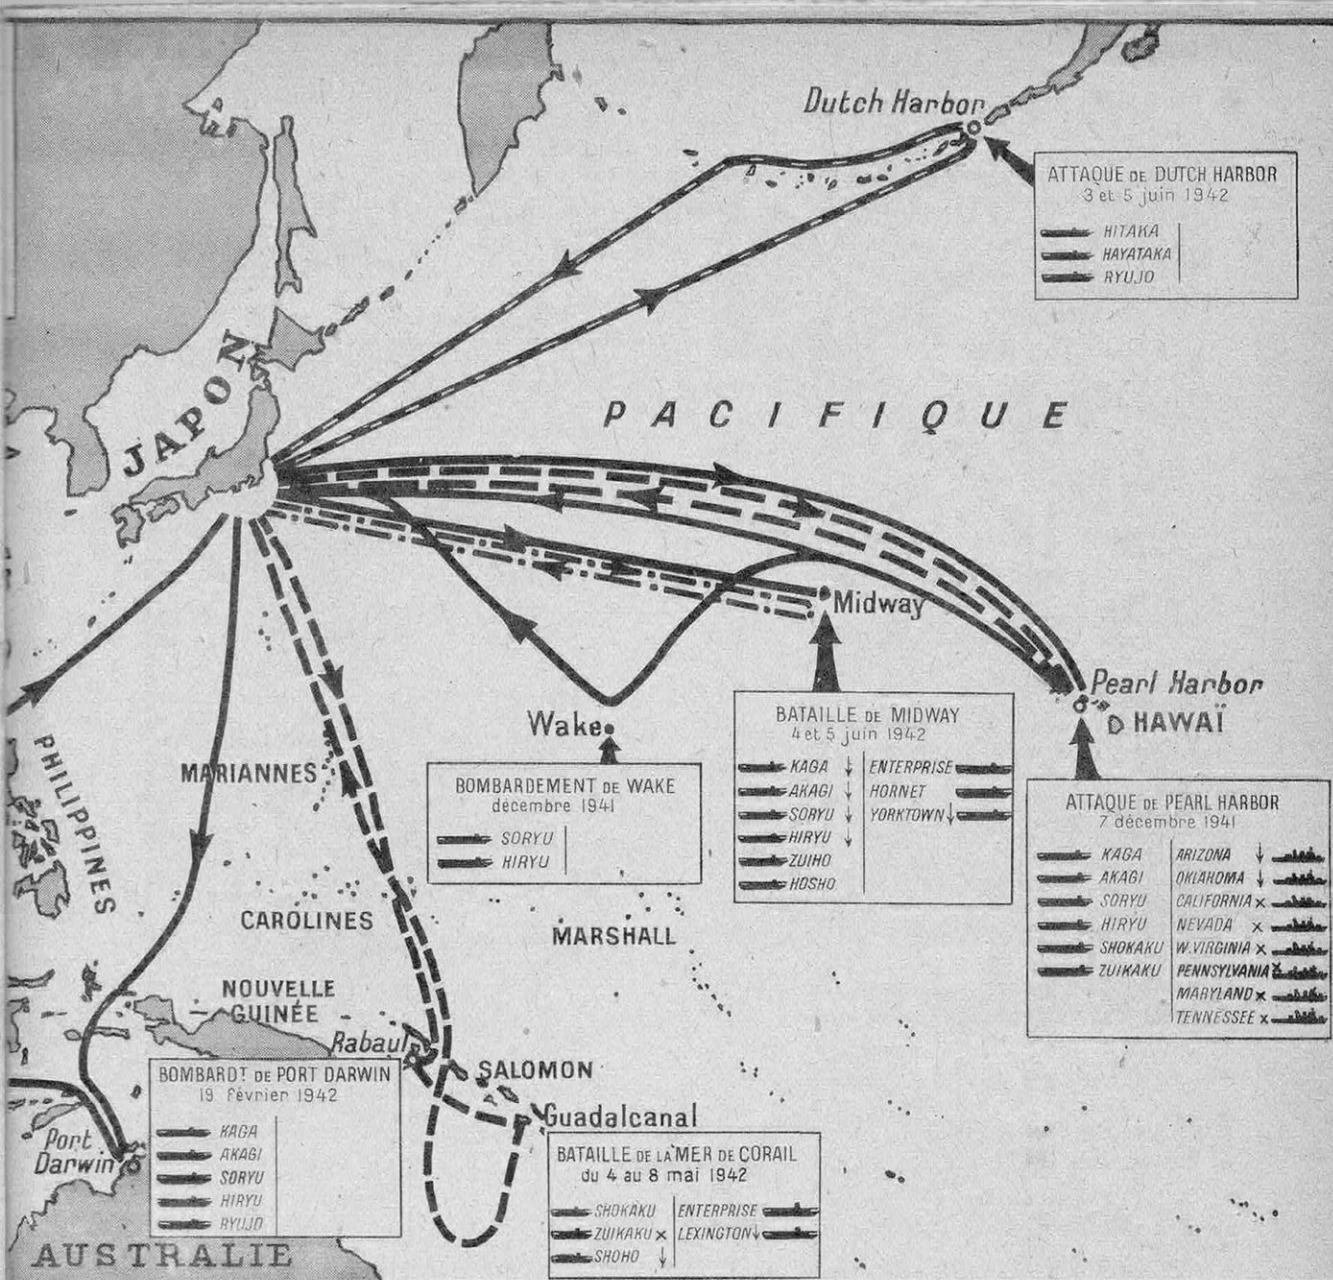 Dutch Harbor
ATTAQUE DE DUTCH HARBOR
3 et 5 juin 1942
HITAKA
HAYATAKA
RYUJO
JAPON
PACIFIQUE
Midway
Pearl Harbor
HAWAÏ
Wake
BATAILLE DE MIDWAY
4 et 5 juin 1942
KAGA ↓ ENTERPRISE
AKAGI ↓ HORNET
SORYU ↓ YORKTOWN ↓
HIRYU ↓
ZUIHO
HOSHO
PHILIPPINES
MARIANNES
BOMBARDEMENT DE WAKE
décembre 1941
SORYU
HIRYU
ATTAQUE DE PEARL HARBOR
7 décembre 1941
KAGA ARIZONA ↓
AKAGI OKLAHOMA ↓
SORYU CALIFORNIA x
HIRYU NEVADA x
SHOKAKU W.VIRGINIA x
ZUIKAKU PENNSYLVANIA x
MARYLAND x
TENNESSEE x
CAROLINES
MARSHALL
NOUVELLE
GUINÉE
Rabaul
SALOMON
Guadalcanal
BOMBARDT DE PORT DARWIN
19 février 1942
KAGA
AKAGI
SORYU
HIRYU
RYUJO
Port
Darwin
BATAILLE DE LA MER DE CORAIL
du 4 au 8 mai 1942
SHOKAKU ENTERPRISE
ZUIKAKU x LEXINGTON ↓
SHOHO ↓
AUSTRALIE